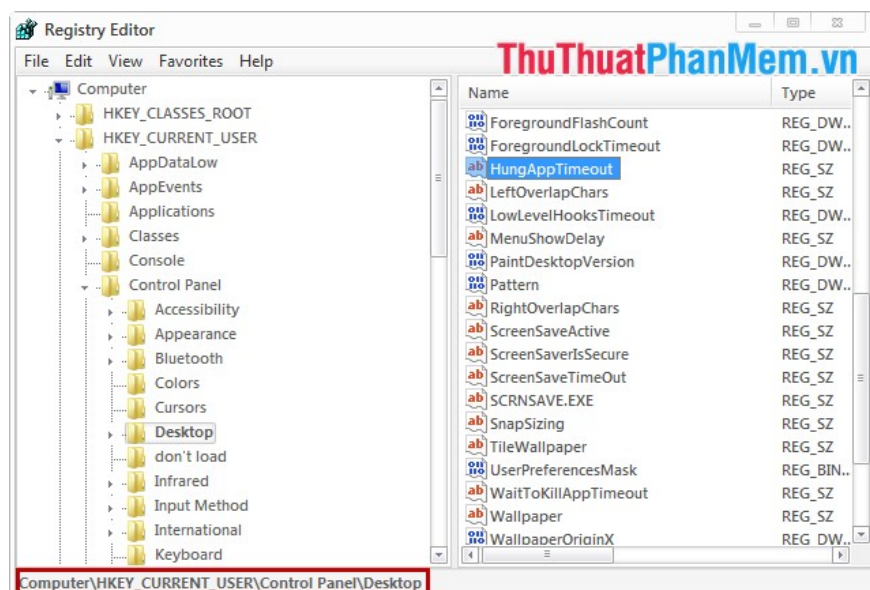 Registry Editor
File Edit View Favorites Help
ThuThuatPhanMem.vn
Computer
HKEY_CLASSES_ROOT
HKEY_CURRENT_USER
AppDataLow
AppEvents
Applications
Classes
Console
Control Panel
Accessibility
Appearance
Bluetooth
Colors
Cursors
Desktop
don't load
Infrared
Input Method
International
Keyboard
Name Type
ForegroundFlashCount REG_DW...
ForegroundLockTimeout REG_DW...
HungAppTimeout REG_SZ
LeftOverlapChars REG_SZ
LowLevelHooksTimeout REG_DW...
MenuShowDelay REG_SZ
PaintDesktopVersion REG_DW...
Pattern REG_DW...
RightOverlapChars REG_SZ
ScreenSaveActive REG_SZ
ScreenSaverIsSecure REG_SZ
ScreenSaveTimeOut REG_SZ
SCRNSAVE.EXE REG_SZ
SnapSizing REG_SZ
TileWallpaper REG_SZ
UserPreferencesMask REG_BIN...
WaitToKillAppTimeout REG_SZ
Wallpaper REG_SZ
WallpaperOriginX REG_DW...
Computer\HKEY_CURRENT_USER\Control Panel\Desktop